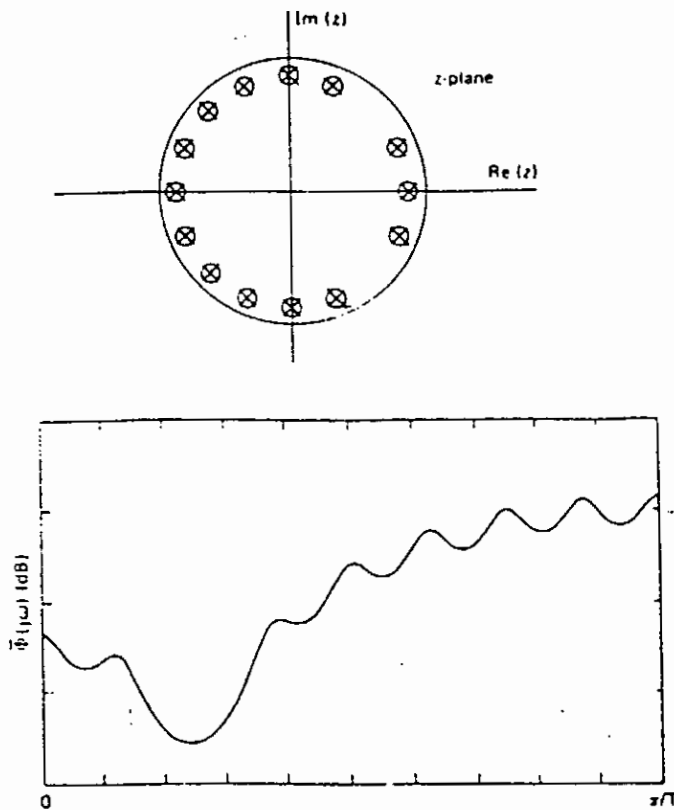 Im (z)
z-plane
Re (z)
Φ(jω) (dB)
0
π/T